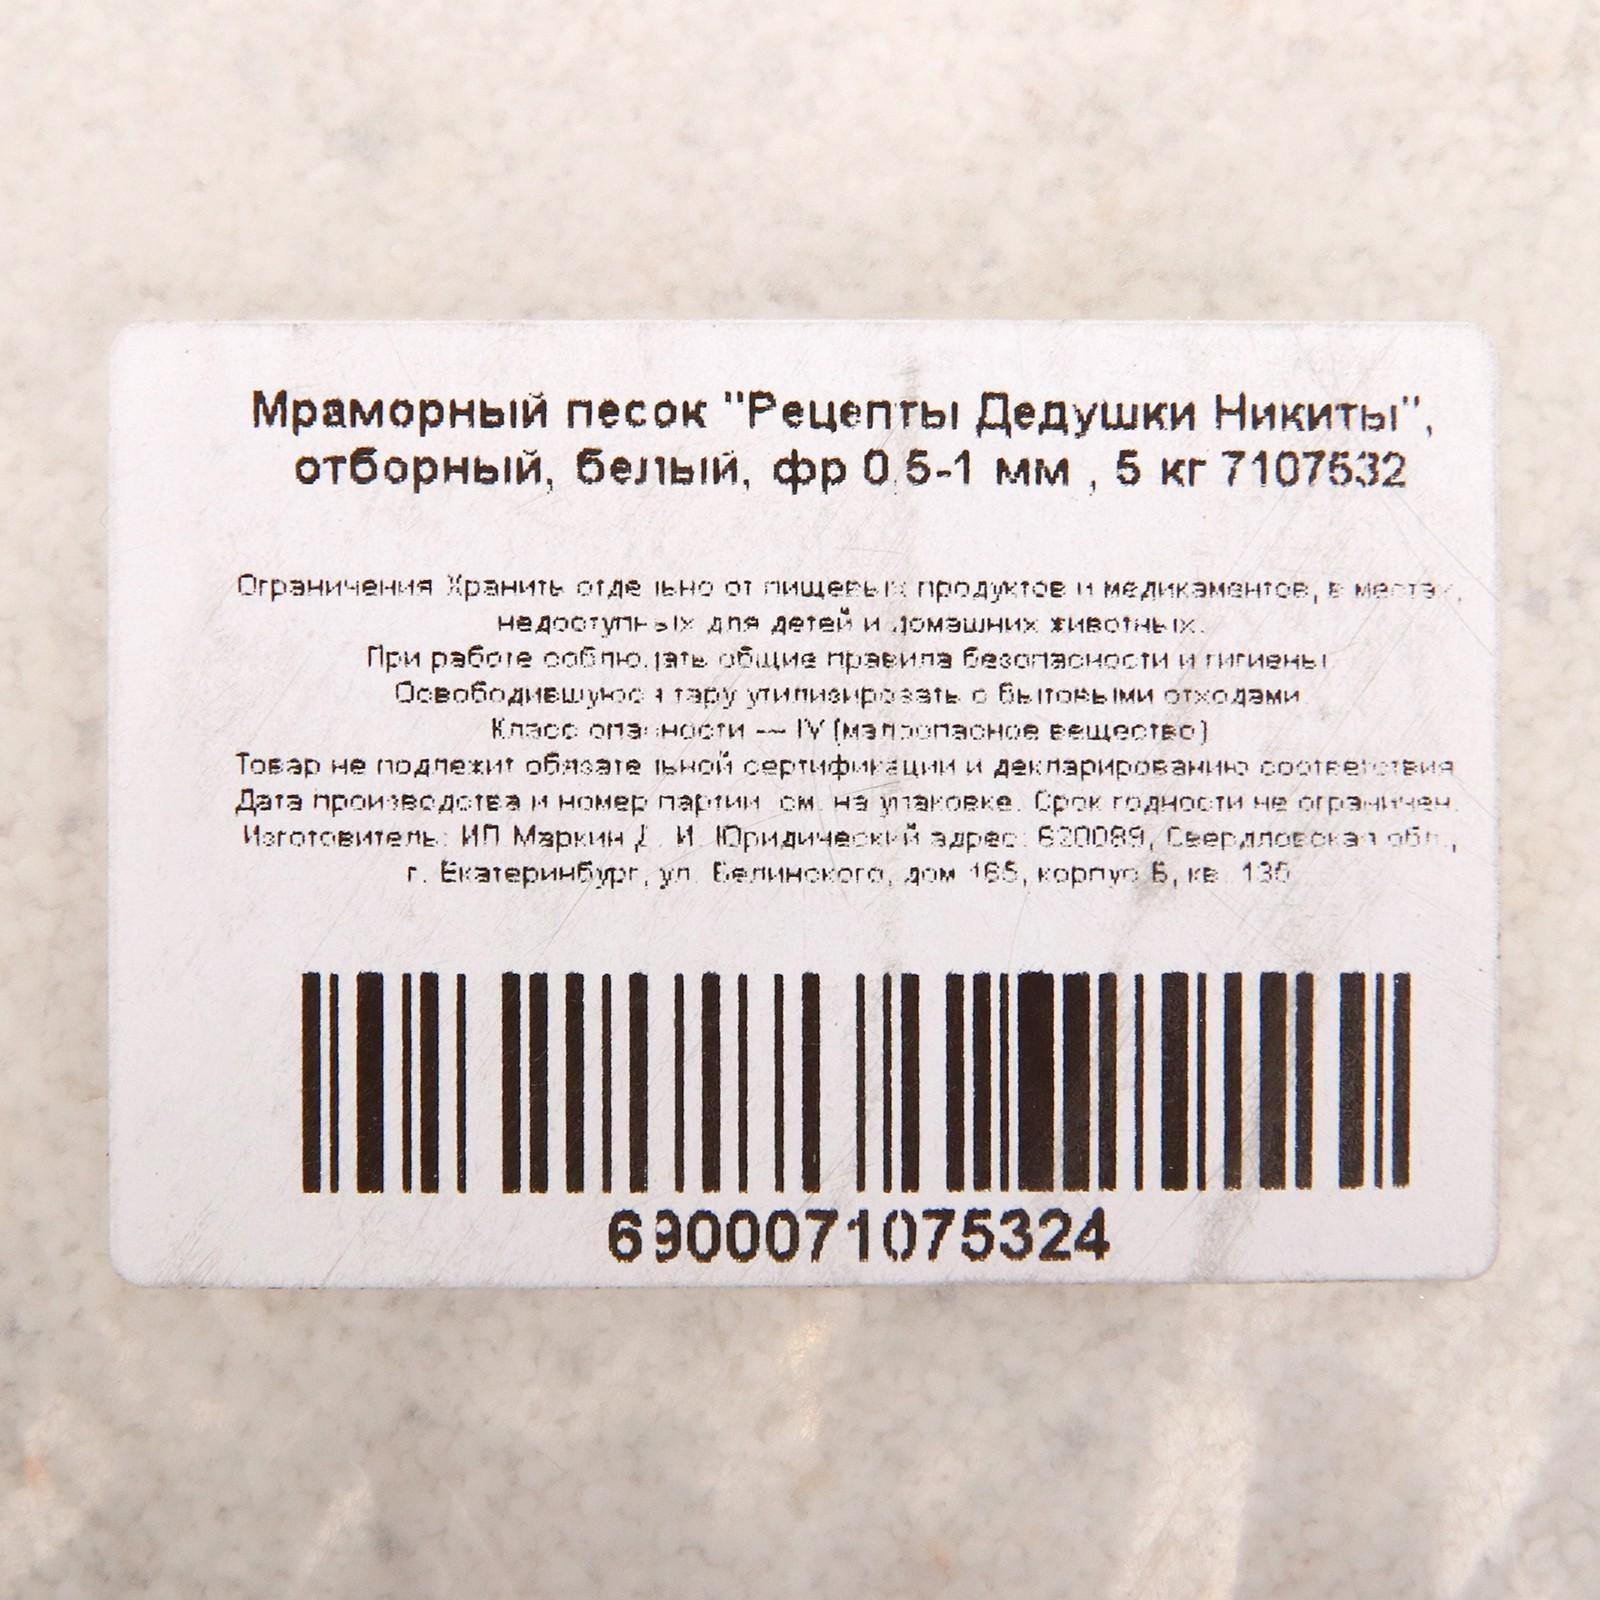 Мраморный песок "Рецепты Дедушки Никиты",
отборный, белый, фр 0,5-1 мм , 5 кг 7107532
Ограничения Хранить отдельно от пищевых продуктов и медикаментов, в местах,
недоступных для детей и домашних животных.
При работе соблюдать общие правила безопасности и гигиены
Освободившуюся тару утилизировать с бытовыми отходами
Класс опасности --- IV (малоопасное вещество)
Товар не подлежит обязательной сертификации и декларированию соответствия
Дата производства и номер партии см. на упаковке. Срок годности не ограничен.
Изготовитель: ИП Маркин Д. И. Юридический адрес: 620089, Свердловская обл.,
г. Екатеринбург, ул. Белинского, дом 165, корпус Б, кв.
6900071075324